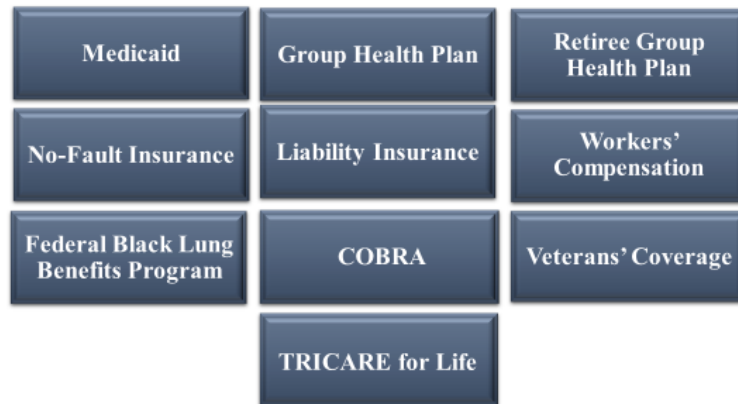 Medicaid
Group Health Plan
Retiree Group
Health Plan
No-Fault Insurance
Liability Insurance
Workers’
Compensation
Federal Black Lung
Benefits Program
COBRA
Veterans’ Coverage
TRICARE for Life